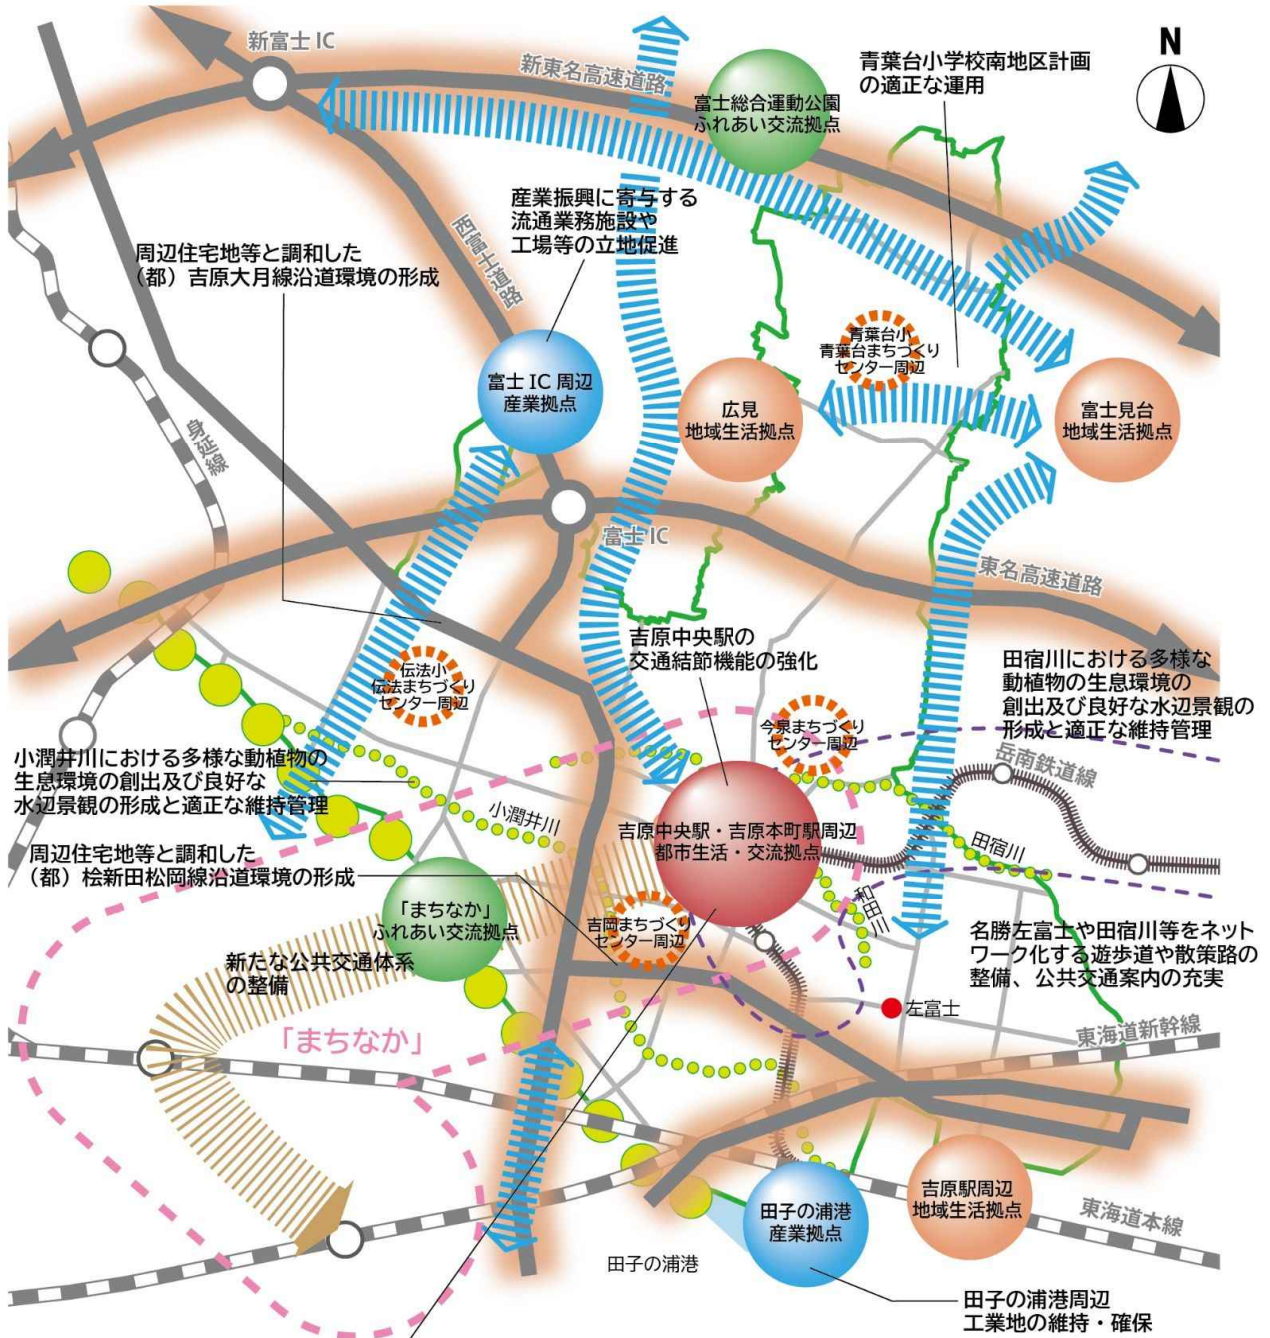 新富士 IC
新東名高速道路
富士総合運動公園
ふれあい交流拠点
青葉台小学校南地区計画
の適正な運用
N
産業振興に寄与する
流通業務施設や
工場等の立地促進
西富士道路
周辺住宅地等と調和した
(都)吉原大月線沿道環境の形成
身延線
富士 IC 周辺
産業拠点
広見
地域生活拠点
青葉台小
青葉台まちづくり
センター周辺
富士見台
地域生活拠点
富士 IC
東名高速道路
吉原中央駅の
交通結節機能の強化
伝法小
伝法まちづくり
センター周辺
今泉まちづくり
センター周辺
田宿川における多様な
動植物の生息環境の
創出及び良好な水辺景観の
形成と適正な維持管理
岳南鉄道線
小潤井川における多様な動植物の
生息環境の創出及び良好な
水辺景観の形成と適正な維持管理
小潤井川
吉原中央駅・吉原本町駅周辺
都市生活・交流拠点
田宿川
和田川
周辺住宅地等と調和した
(都)桧新田松岡線沿道環境の形成
「まちなか」
ふれあい交流拠点
吉岡まちづくり
センター周辺
名勝左富士や田宿川等をネット
ワーク化する遊歩道や散策路の
整備、公共交通案内の充実
新たな公共交通体系
の整備
左富士
「まちなか」
東海道新幹線
吉原駅周辺
地域生活拠点
田子の浦港
産業拠点
東海道本線
田子の浦港
田子の浦港周辺
工業地の維持・確保